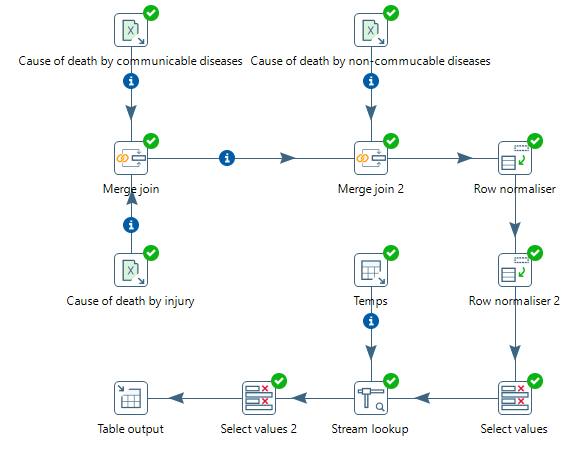 Cause of death by communicable diseases
Cause of death by non-commucable diseases
Merge join
Merge join 2
Row normaliser
Cause of death by injury
Temps
Row normaliser 2
Table output
Select values 2
Stream lookup
Select values